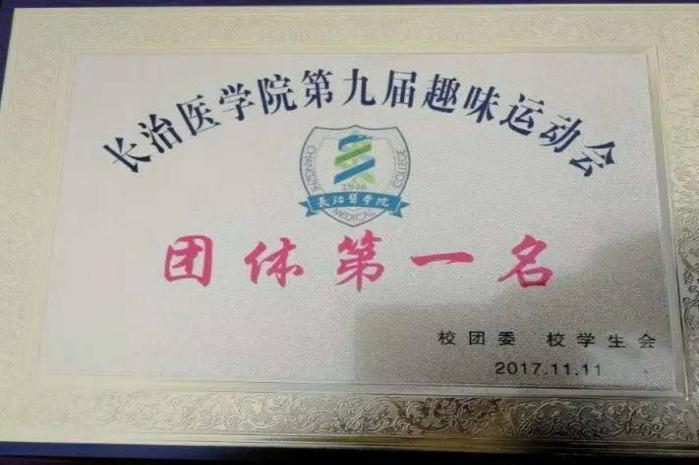 长治医学院第九届趣味运动会
CHANGZHI MEDICAL COLLEGE
1946
长治醫学院
团体第一名
校团委 校学生会
2017.11.11